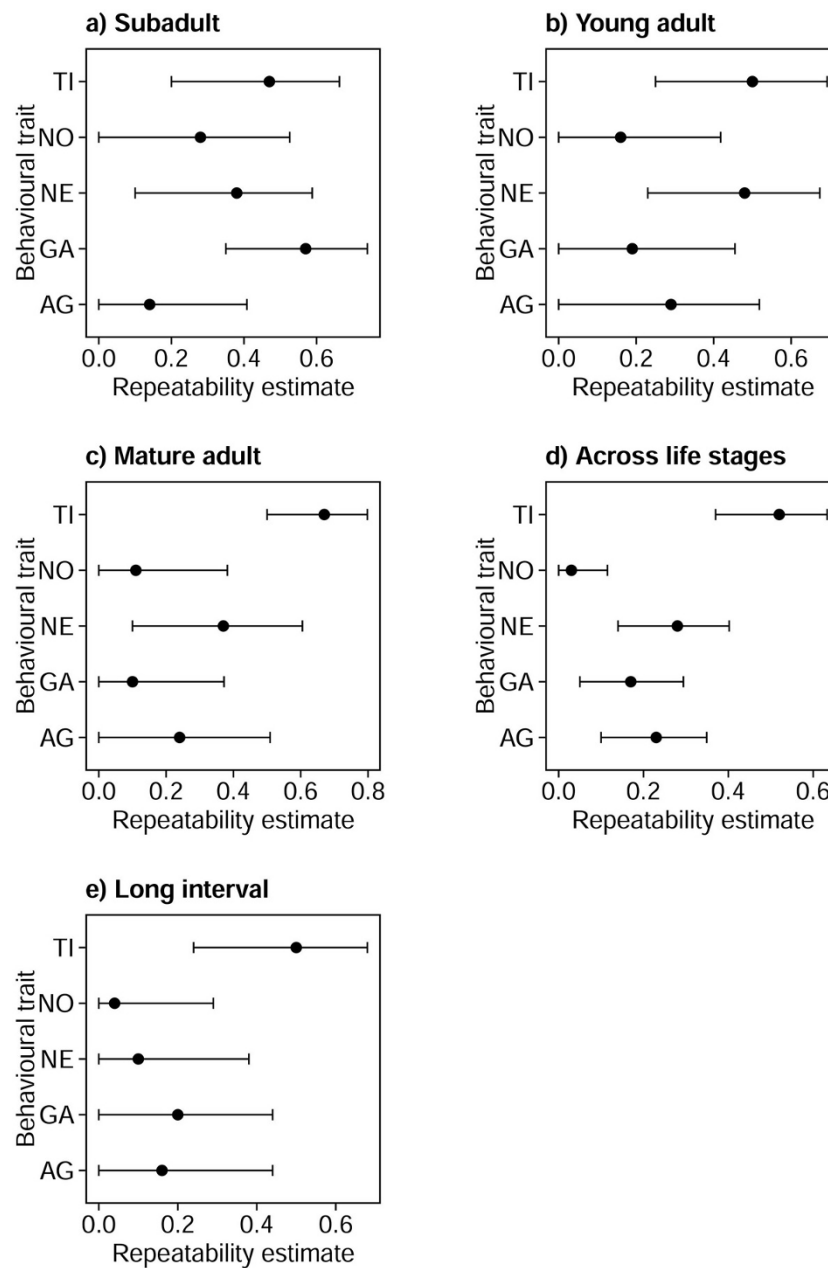 a) Subadult
Behavioural trait
TI
NO
NE
GA
AG
0.0 0.2 0.4 0.6
Repeatability estimate
b) Young adult
Behavioural trait
TI
NO
NE
GA
AG
0.0 0.2 0.4 0.6
Repeatability estimate
c) Mature adult
Behavioural trait
TI
NO
NE
GA
AG
0.0 0.2 0.4 0.6 0.8
Repeatability estimate
d) Across life stages
Behavioural trait
TI
NO
NE
GA
AG
0.0 0.2 0.4 0.6
Repeatability estimate
e) Long interval
Behavioural trait
TI
NO
NE
GA
AG
0.0 0.2 0.4 0.6
Repeatability estimate